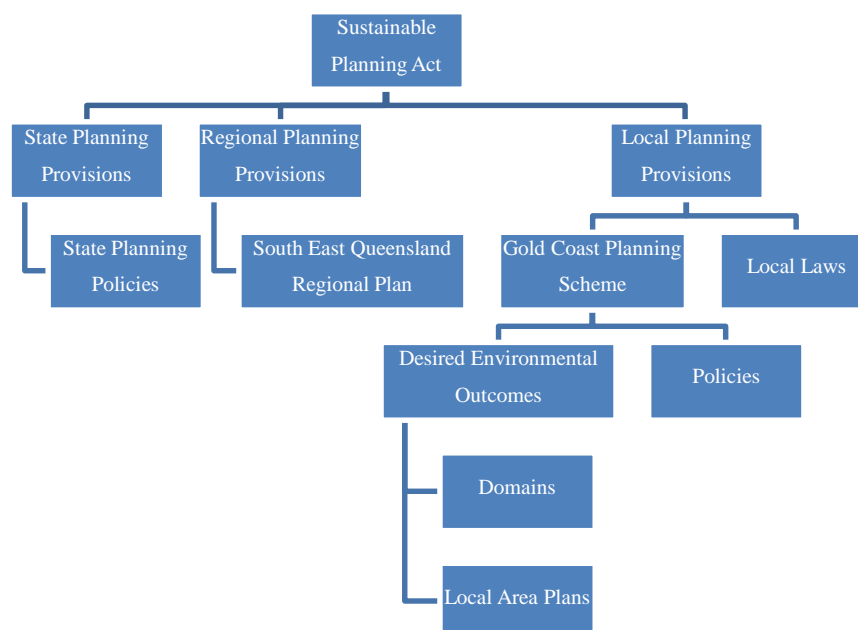 Sustainable
Planning Act
State Planning
Provisions
Regional Planning
Provisions
Local Planning
Provisions
State Planning
Policies
South East Queensland
Regional Plan
Gold Coast Planning
Scheme
Local Laws
Desired Environmental
Outcomes
Policies
Domains
Local Area Plans